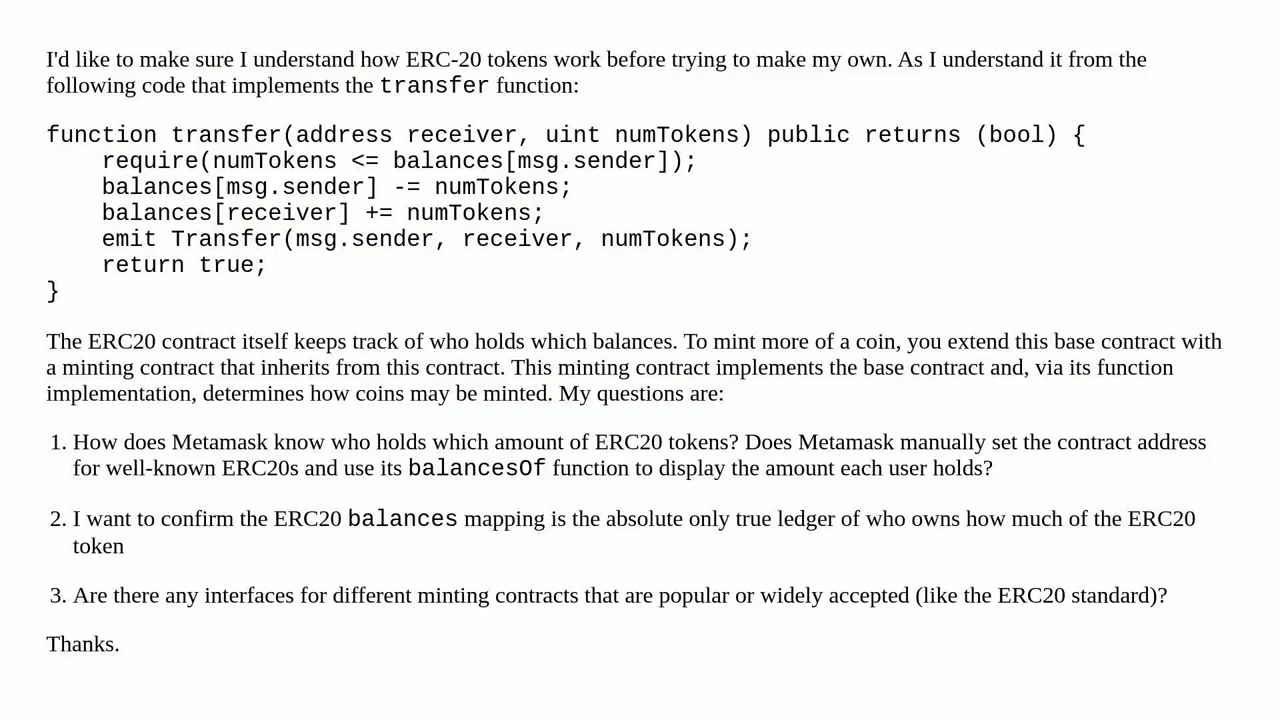 I'd like to make sure I understand how ERC-20 tokens work before trying to make my own. As I understand it from the
following code that implements the transfer function:
function transfer(address receiver, uint numTokens) public returns (bool) {
    require(numTokens <= balances[msg.sender]);
    balances[msg.sender] -= numTokens;
    balances[receiver] += numTokens;
    emit Transfer(msg.sender, receiver, numTokens);
    return true;
}
The ERC20 contract itself keeps track of who holds which balances. To mint more of a coin, you extend this base contract with
a minting contract that inherits from this contract. This minting contract implements the base contract and, via its function
implementation, determines how coins may be minted. My questions are:
1. How does Metamask know who holds which amount of ERC20 tokens? Does Metamask manually set the contract address
for well-known ERC20s and use its balancesOf function to display the amount each user holds?
2. I want to confirm the ERC20 balances mapping is the absolute only true ledger of who owns how much of the ERC20
token
3. Are there any interfaces for different minting contracts that are popular or widely accepted (like the ERC20 standard)?
Thanks.